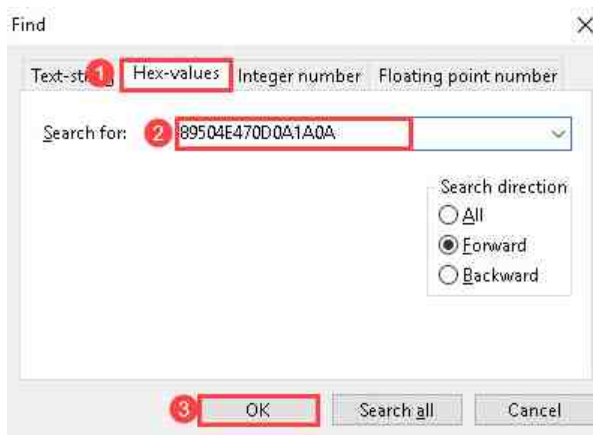 Find
Text-st Hex-values Integer number Floating point number
1
Search for: 2 89504E470D0A1A0A
Search direction
All
Forward
Backward
3 OK Search all Cancel